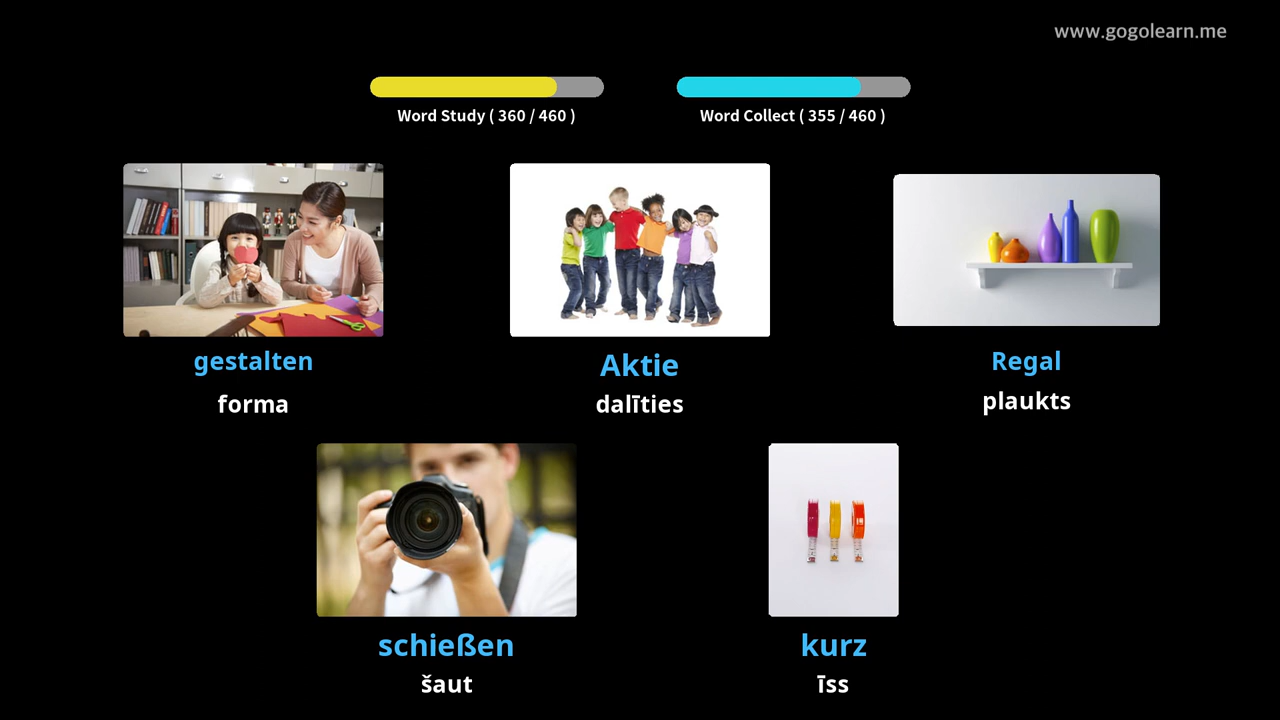 www.gogolearn.me
Word Study ( 360 / 460 )
Word Collect ( 355 / 460 )
gestalten
forma
Aktie
dalīties
Regal
plaukts
schießen
šaut
kurz
īss